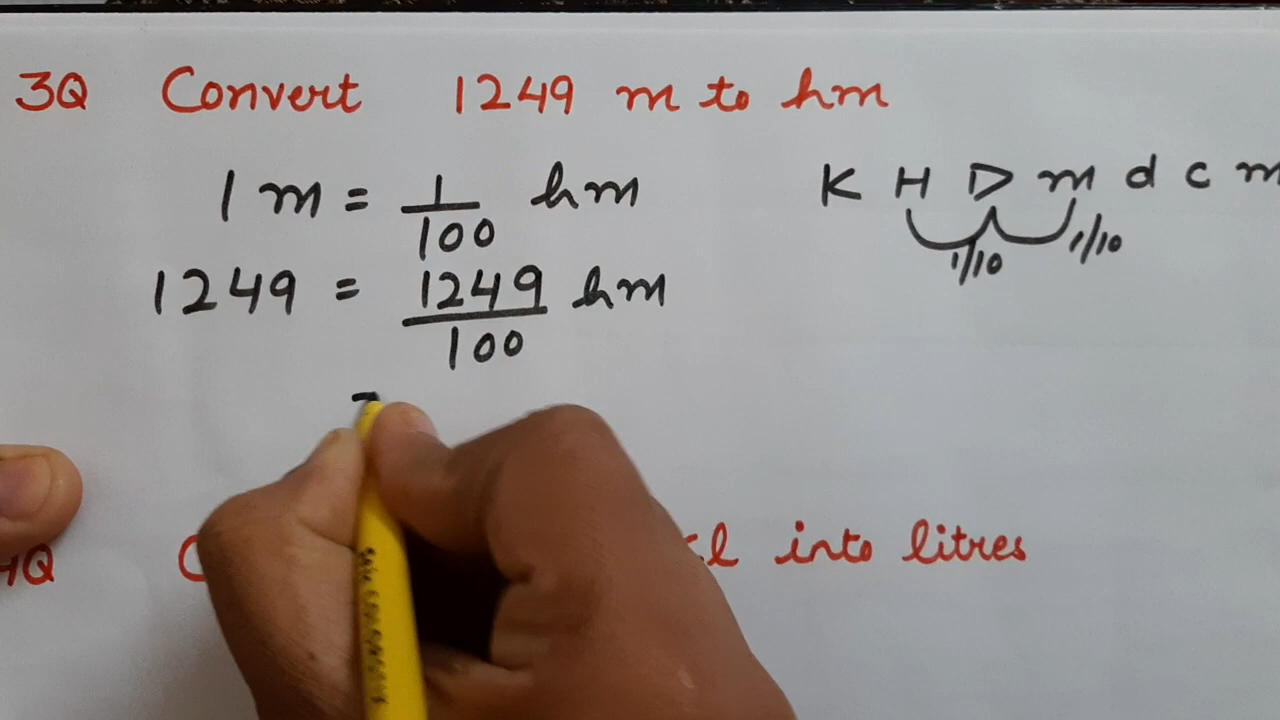 3Q Convert 1249 m to hm
1 m = 1/100 hm
K H D m d c m
1/10 1/10
1249 = 1249/100 hm
into litres